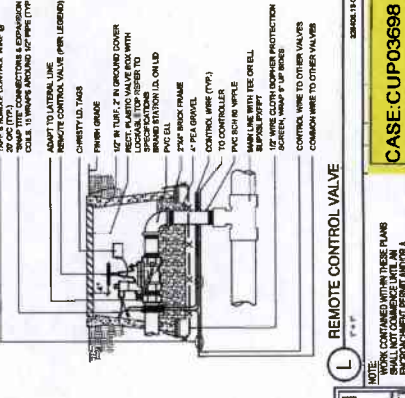 20' O/C (TYP.)
"SNAP TITE" CONNECTORS & EXPANSION
COILS. 15 WRAPS AROUND 1/2" PIPE (TYP
ADAPT TO LATERAL LINE
REMOTE CONTROL VALVE (PER LEGEND)
CHRISTY I.D. TAGS
FINISH GRADE
1/2" IN TURF, 2" IN GROUND COVER
RECT. PLASTIC VALVE BOX WITH
SPECIFICATIONS
BRAND STATION I.D. ON LID
PVC ELL
2"X4" BRICK FRAME
4" PEA GRAVEL
CONTROL WIRE (TYP.)
TO CONTROLLER
PVC SCH 80 NIPPLE
MAIN LINE WITH TEE OR ELL
1/2" WIRE CLOTH GOPHER PROTECTION
SCREEN, WRAP 6" UP SIDES
CONTROL WIRE TO OTHER VALVES
COMMON WIRE TO OTHER VALVES
L
REMOTE CONTROL VALVE
NOTE:
WORK CONTAINED WITHIN THESE PLANS
SHALL NOT COMMENCE UNTIL AN
ENCROACHMENT PERMIT AND/OR A
CASE:CUP03698